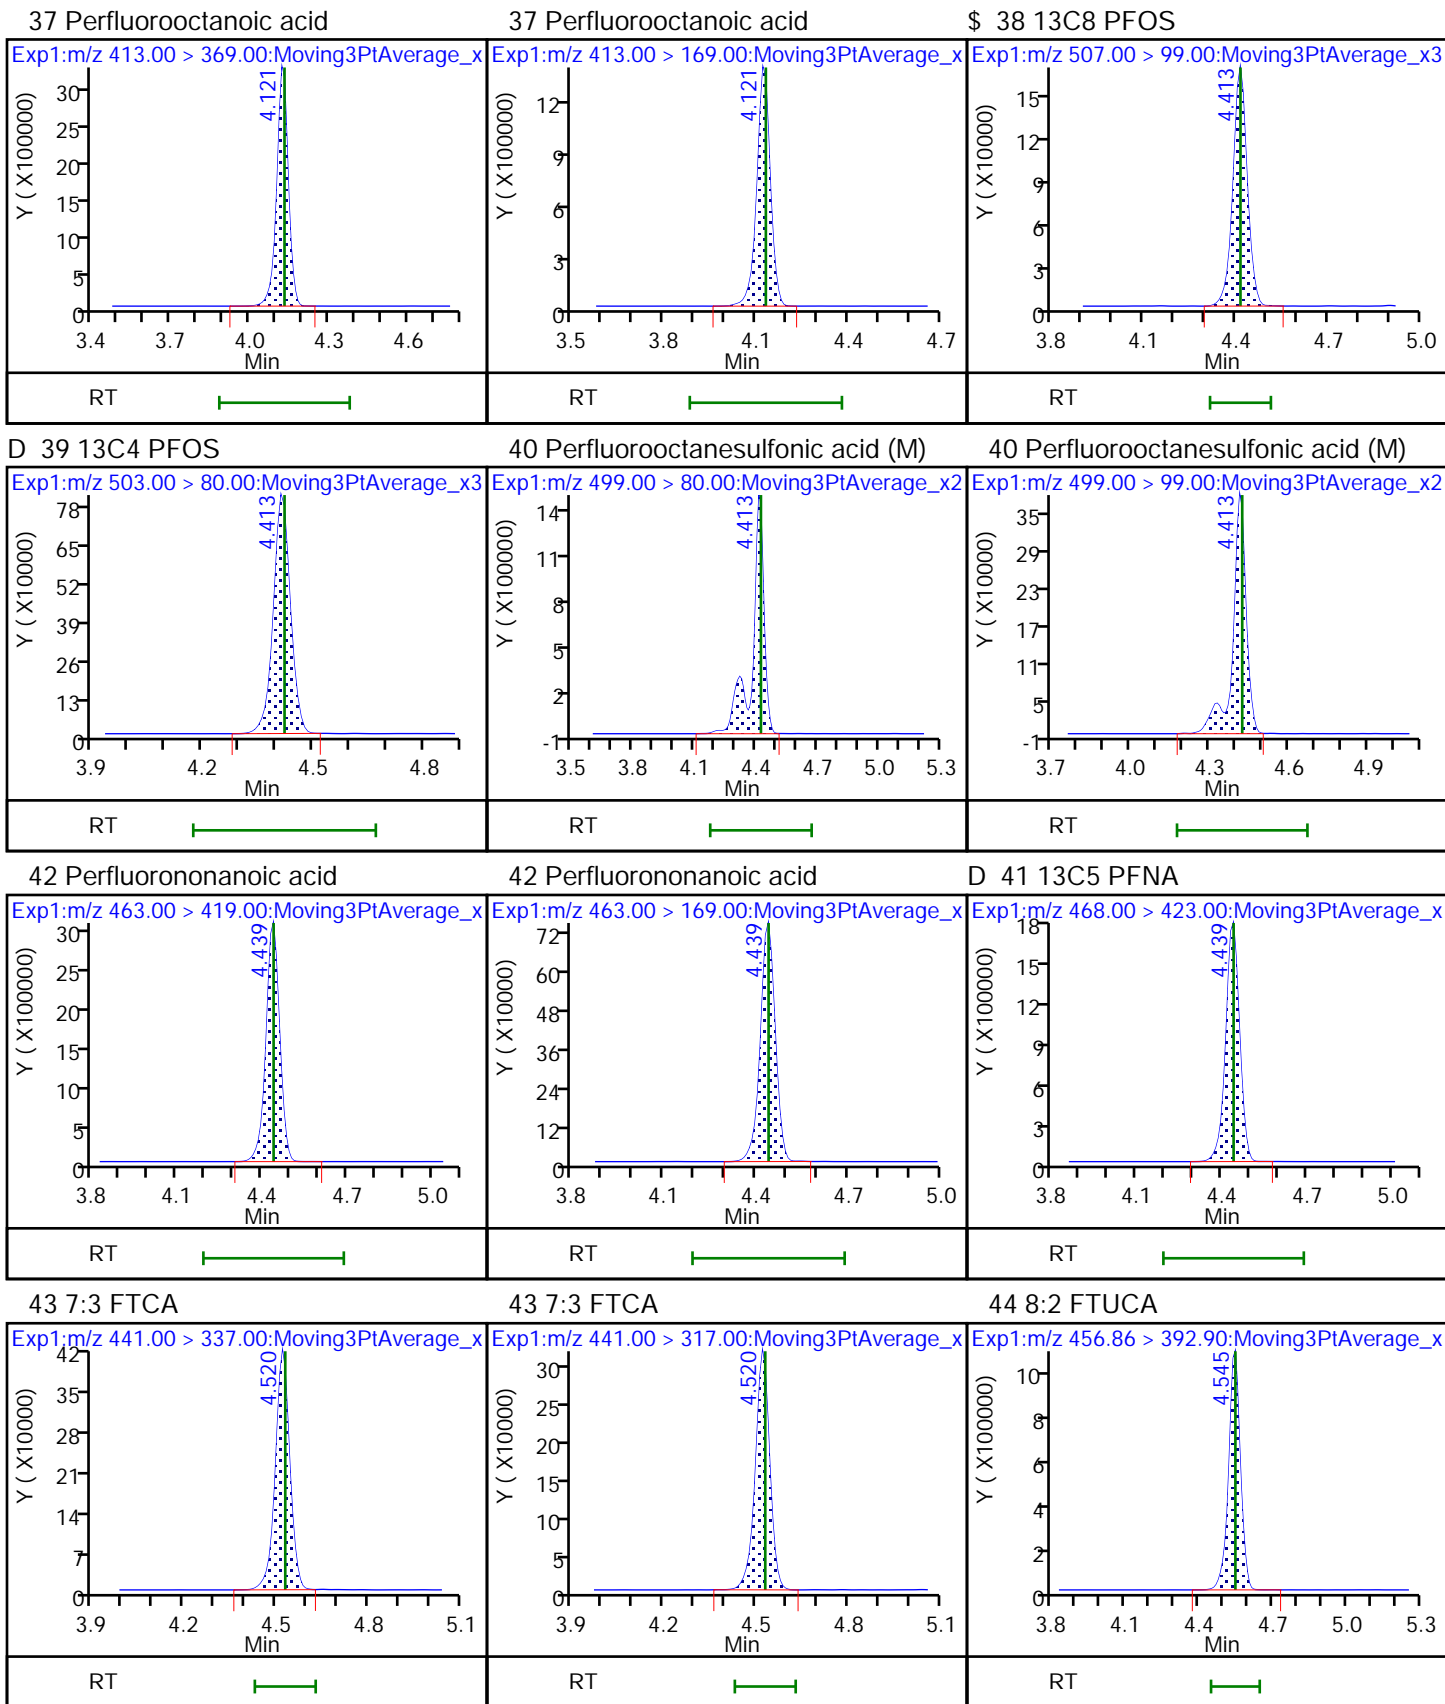 37 Perfluorooctanoic acid
Exp1:m/z 413.00 > 369.00:Moving3PtAverage_x
4.121
Y ( X100000)
30
25
20
15
10
5
0
3.4 3.7 4.0 4.3 4.6
Min
RT
37 Perfluorooctanoic acid
Exp1:m/z 413.00 > 169.00:Moving3PtAverage_x
4.121
Y ( X100000)
12
9
6
3
0
3.5 3.8 4.1 4.4 4.7
Min
RT
$ 38 13C8 PFOS
Exp1:m/z 507.00 > 99.00:Moving3PtAverage_x3
4.413
Y ( X100000)
15
12
9
6
3
0
3.8 4.1 4.4 4.7 5.0
Min
RT
D 39 13C4 PFOS
Exp1:m/z 503.00 > 80.00:Moving3PtAverage_x3
4.413
Y ( X10000)
78
65
52
39
26
13
0
3.9 4.2 4.5 4.8
Min
RT
40 Perfluorooctanesulfonic acid (M)
Exp1:m/z 499.00 > 80.00:Moving3PtAverage_x2
4.413
Y ( X100000)
14
11
8
5
2
-1
3.5 3.8 4.1 4.4 4.7 5.0 5.3
Min
RT
40 Perfluorooctanesulfonic acid (M)
Exp1:m/z 499.00 > 99.00:Moving3PtAverage_x2
4.413
Y ( X10000)
35
29
23
17
11
5
-1
3.7 4.0 4.3 4.6 4.9
Min
RT
42 Perfluorononanoic acid
Exp1:m/z 463.00 > 419.00:Moving3PtAverage_x
4.439
Y ( X100000)
30
25
20
15
10
5
0
3.8 4.1 4.4 4.7 5.0
Min
RT
42 Perfluorononanoic acid
Exp1:m/z 463.00 > 169.00:Moving3PtAverage_x
4.439
Y ( X10000)
72
60
48
36
24
12
0
3.8 4.1 4.4 4.7 5.0
Min
RT
D 41 13C5 PFNA
Exp1:m/z 468.00 > 423.00:Moving3PtAverage_x
4.439
Y ( X100000)
18
15
12
9
6
3
0
3.8 4.1 4.4 4.7 5.0
Min
RT
43 7:3 FTCA
Exp1:m/z 441.00 > 337.00:Moving3PtAverage_x
4.520
Y ( X10000)
42
35
28
21
14
7
0
3.9 4.2 4.5 4.8 5.1
Min
RT
43 7:3 FTCA
Exp1:m/z 441.00 > 317.00:Moving3PtAverage_x
4.520
Y ( X10000)
30
25
20
15
10
5
0
3.9 4.2 4.5 4.8 5.1
Min
RT
44 8:2 FTUCA
Exp1:m/z 456.86 > 392.90:Moving3PtAverage_x
4.545
Y ( X100000)
10
8
6
4
2
0
3.8 4.1 4.4 4.7 5.0 5.3
Min
RT